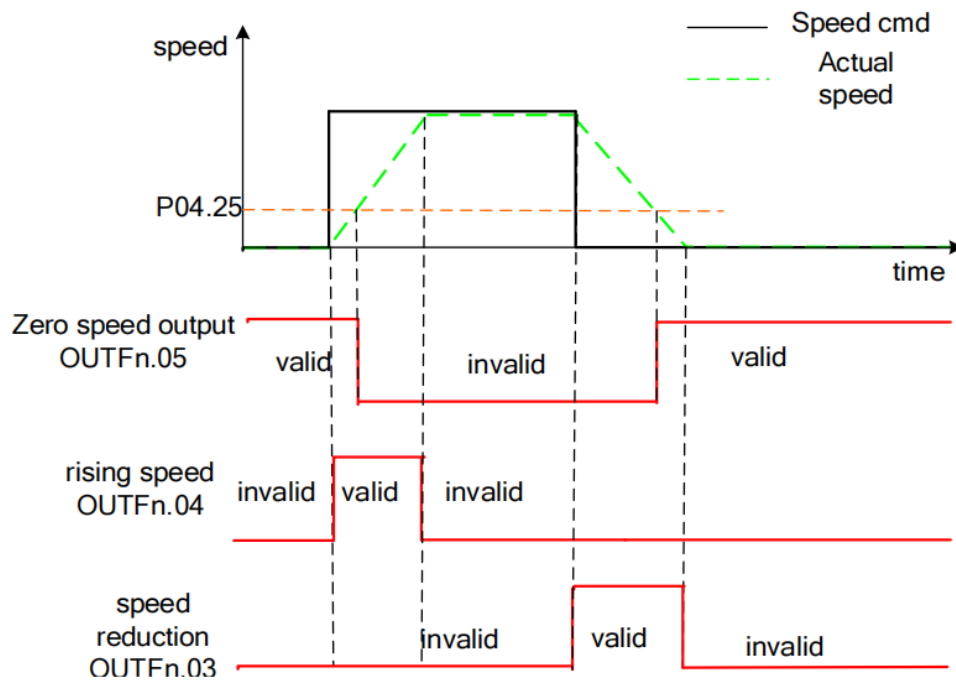 Speed cmd
speed
Actual
speed
P04.25
time
Zero speed output
OUTFn.05
valid
invalid
valid
rising speed
OUTFn.04
invalid
valid
invalid
speed
reduction
OUTFn.03
invalid
valid
invalid